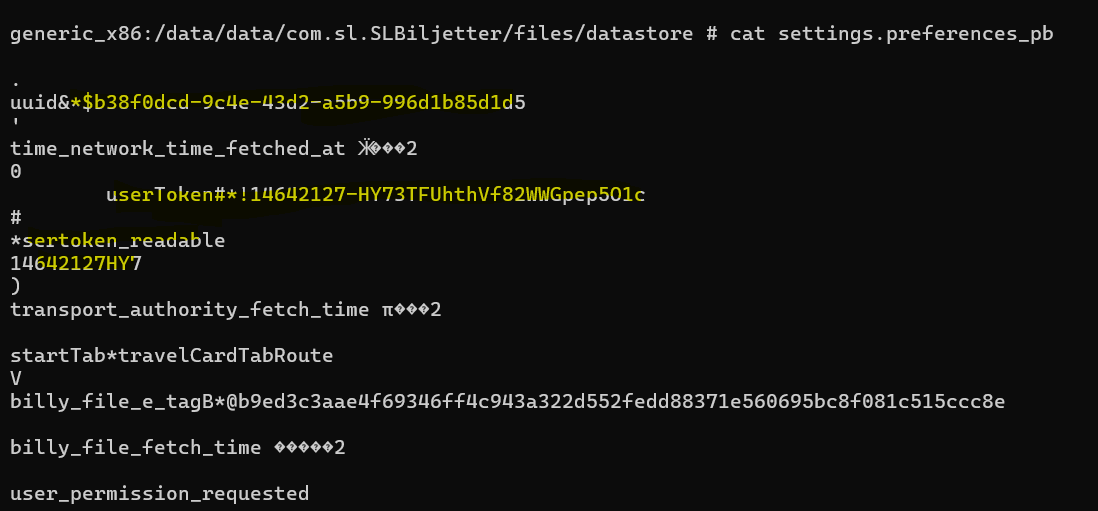 generic_x86:/data/data/com.sl.SLBiljetter/files/datastore # cat settings.preferences_pb
.
uuid&*$b38f0dcd-9c4e-43d2-a5b9-996d1b85d1d5
'
time_network_time_fetched_at Ӝ���2
0
userToken#*!14642127-HY73TFUhthVf82WWGpep5O1c
#
*sertoken_readable
14642127HY7
)
transport_authority_fetch_time π���2
startTab*travelCardTabRoute
V
billy_file_e_tagB*@b9ed3c3aae4f69346ff4c943a322d552fedd88371e560695bc8f081c515ccc8e
billy_file_fetch_time �����2
user_permission_requested